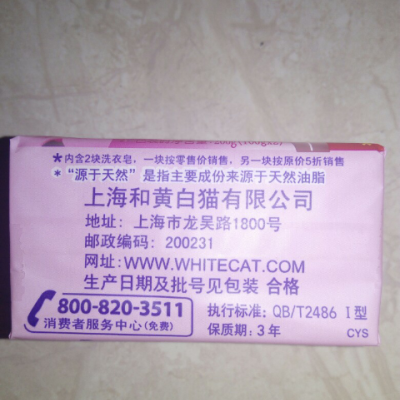 *内含2块洗衣皂，一块按零售价销售，另一块按原价5折销售
*“源于天然”是指主要成份来源于天然油脂
上海和黄白猫有限公司
地址：上海市龙吴路1800号
邮政编码：200231
网址：WWW.WHITECAT.COM
生产日期及批号见包装 合格
800-820-3511
消费者服务中心(免费)
执行标准：QB/T2486 I型
保质期：3年
CYS